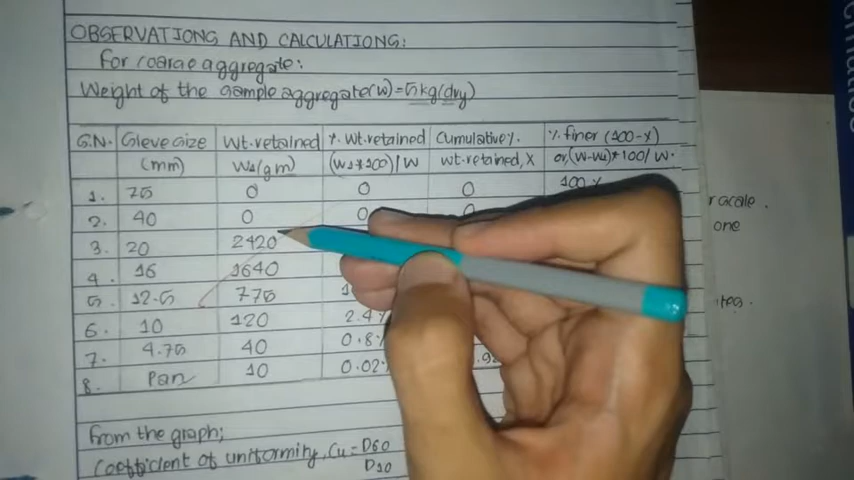 OBSERVATIONS AND CALCULATIONS:
For coarse aggregate:
Weight of the sample aggregate(W)=5kg(dry)
S.N. Sieve size (mm) Wt.retained W1(gm) %.Wt.retained (W1*100)/W Cumulative%. wt.retained, X %.finer (100-X) or,(W-W1)*100/W.
1. 75 0 0 0 100 %
2. 40 0 0 0
3. 20 2420
4. 16 1640
5. 12.5 775
6. 10 120 2.4%
7. 4.75 40 0.8%
8. Pan 10 0.02%
From the graph;
Coefficient of uniformity, Cu = D60
D10
scale.
one